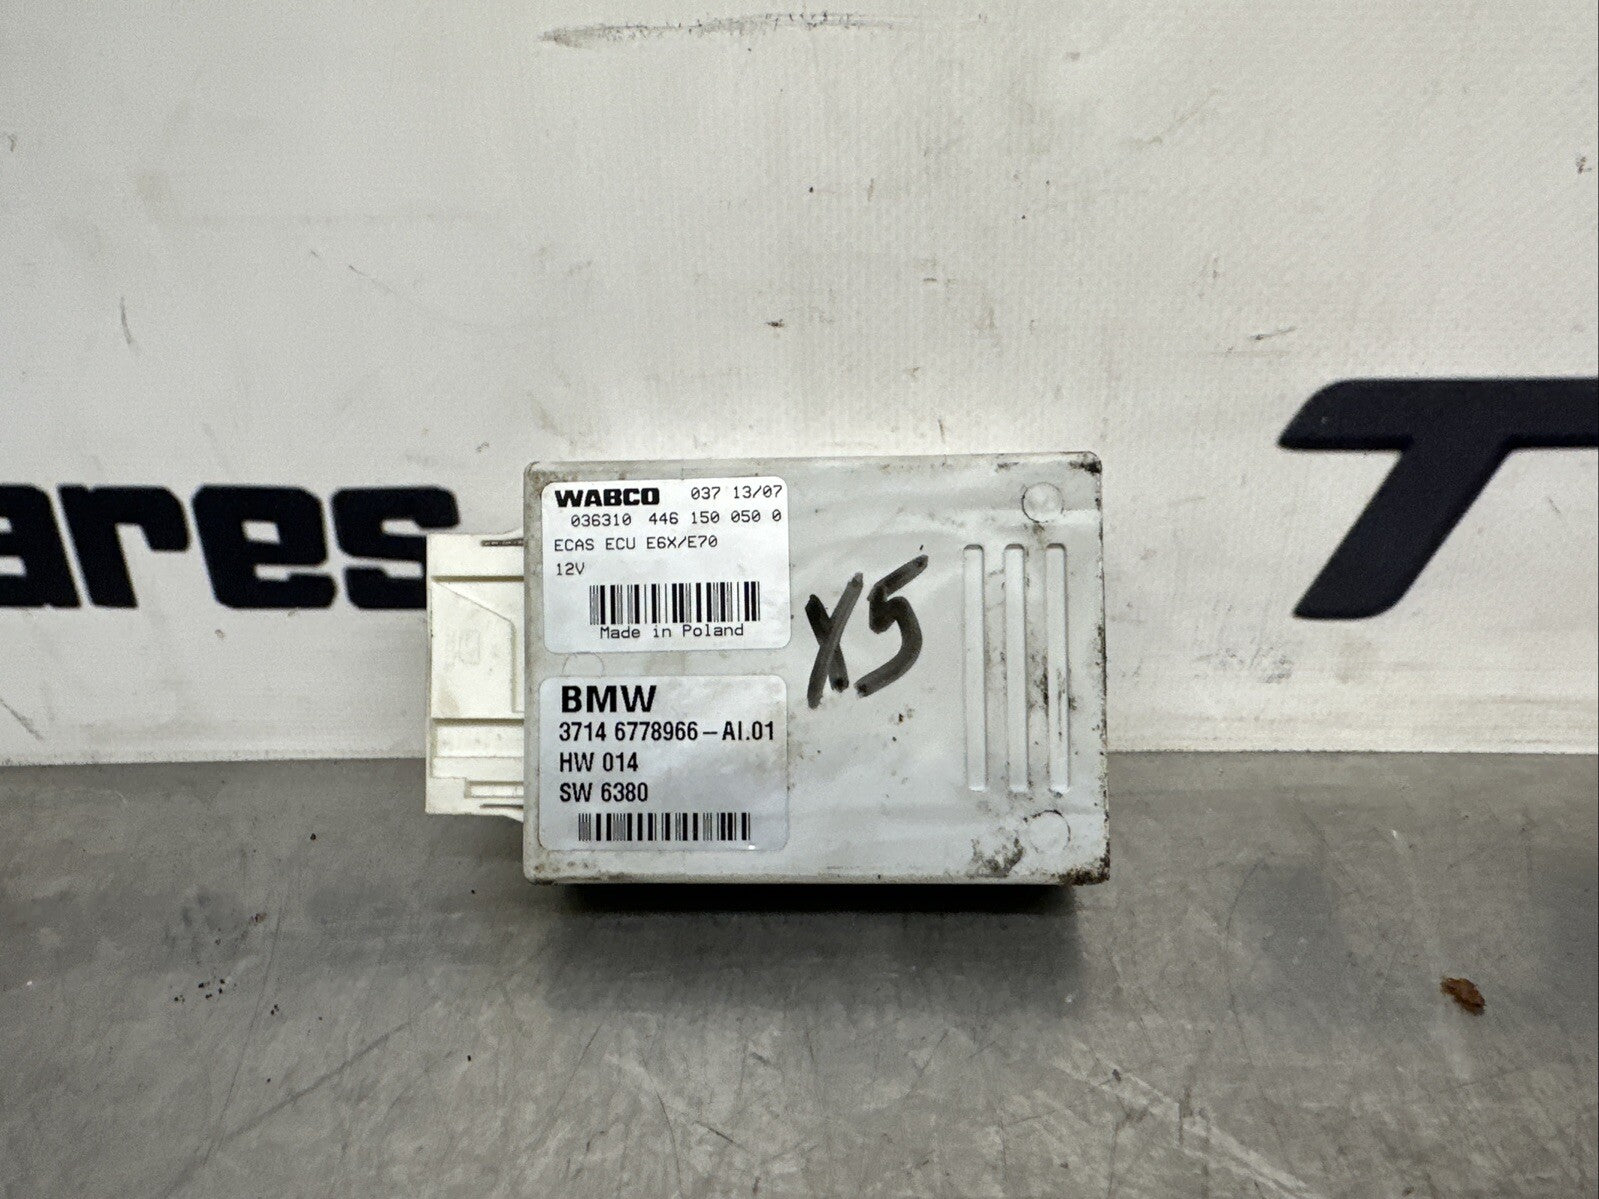 ares
T
WABCO 037 13/07
036310 446 150 050 0
ECAS ECU E6X/E70
12V
Made in Poland
X5
BMW
3714 6778966-AI.01
HW 014
SW 6380